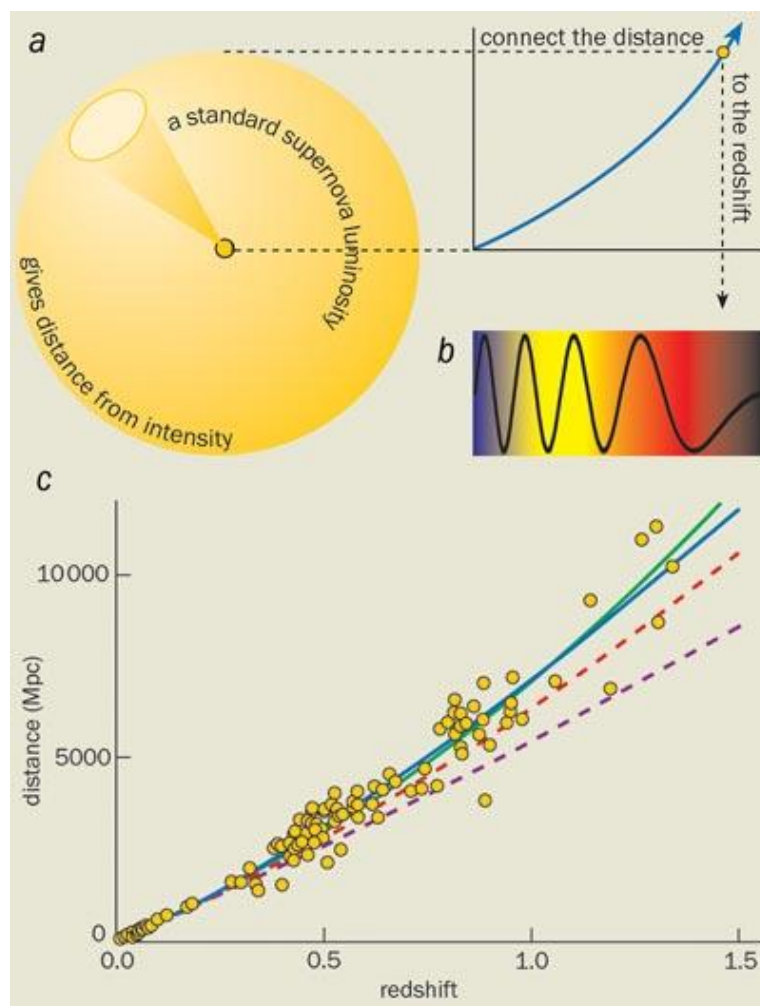 a
a standard supernova luminosity
gives distance from intensity
connect the distance
to the redshift
b
c
distance (Mpc)
10000
5000
0
0.0
0.5
1.0
1.5
redshift